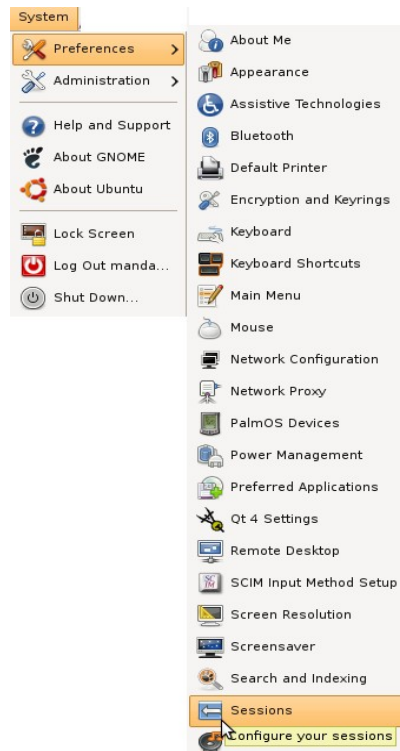 System
Preferences
Administration
Help and Support
About GNOME
About Ubuntu
Lock Screen
Log Out manda...
Shut Down...
About Me
Appearance
Assistive Technologies
Bluetooth
Default Printer
Encryption and Keyrings
Keyboard
Keyboard Shortcuts
Main Menu
Mouse
Network Configuration
Network Proxy
PalmOS Devices
Power Management
Preferred Applications
Qt 4 Settings
Remote Desktop
SCIM Input Method Setup
Screen Resolution
Screensaver
Search and Indexing
Sessions
Configure your sessions